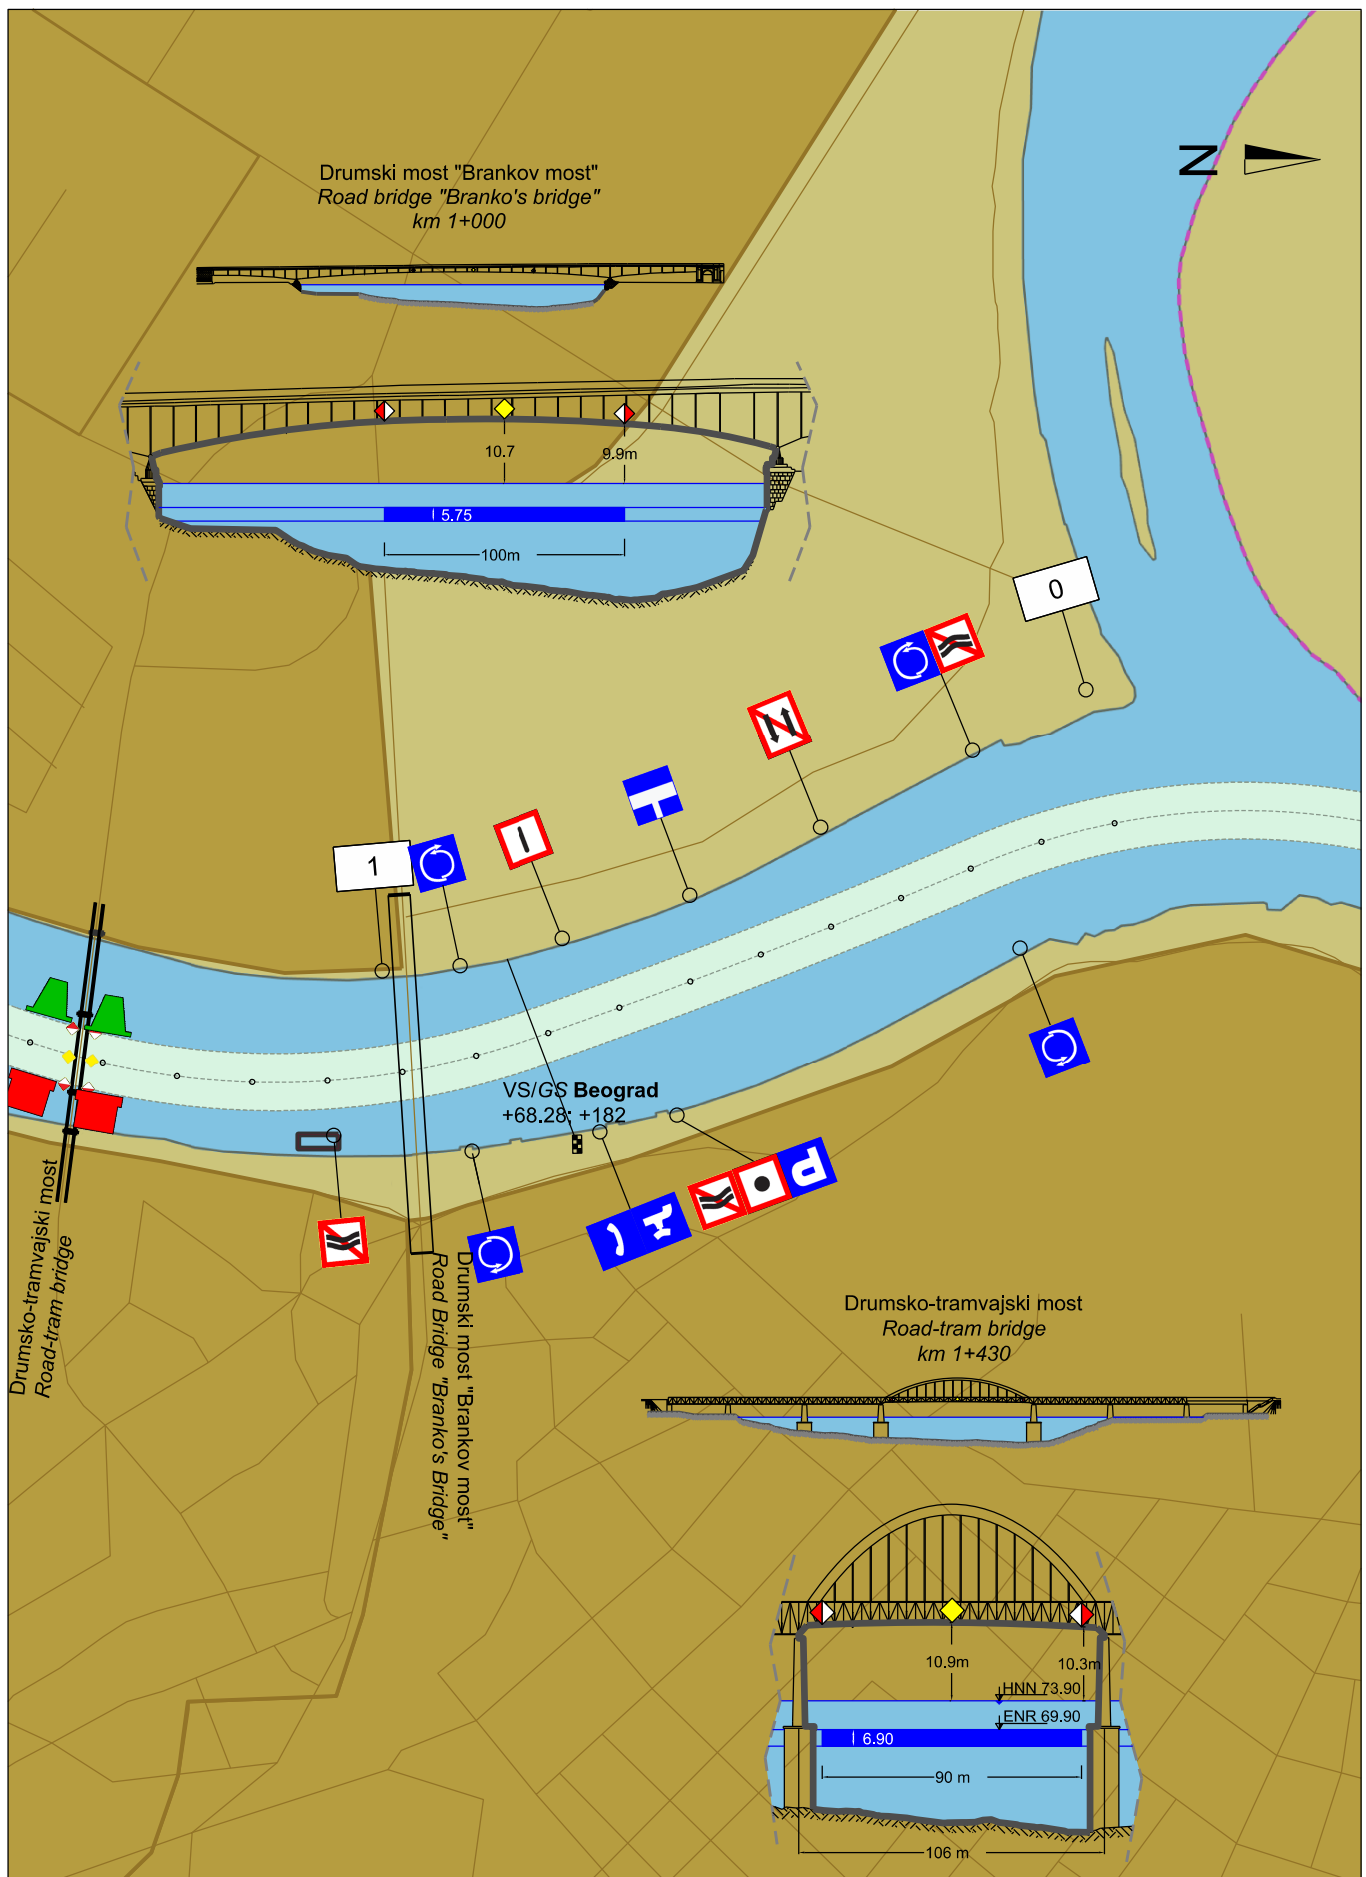 Drumski most "Brankov most"
Road bridge "Branko's bridge"
km 1+000
N
10.7
9.9m
5.75
100m
0
1
VS/GS Beograd
+68.28; +182
P
Drumsko-tramvajski most
Road-tram bridge
Drumski most "Brankov most"
Road Bridge "Branko's Bridge"
Drumsko-tramvajski most
Road-tram bridge
km 1+430
10.9m
10.3m
HNN 73.90
ENR 69.90
6.90
90 m
106 m